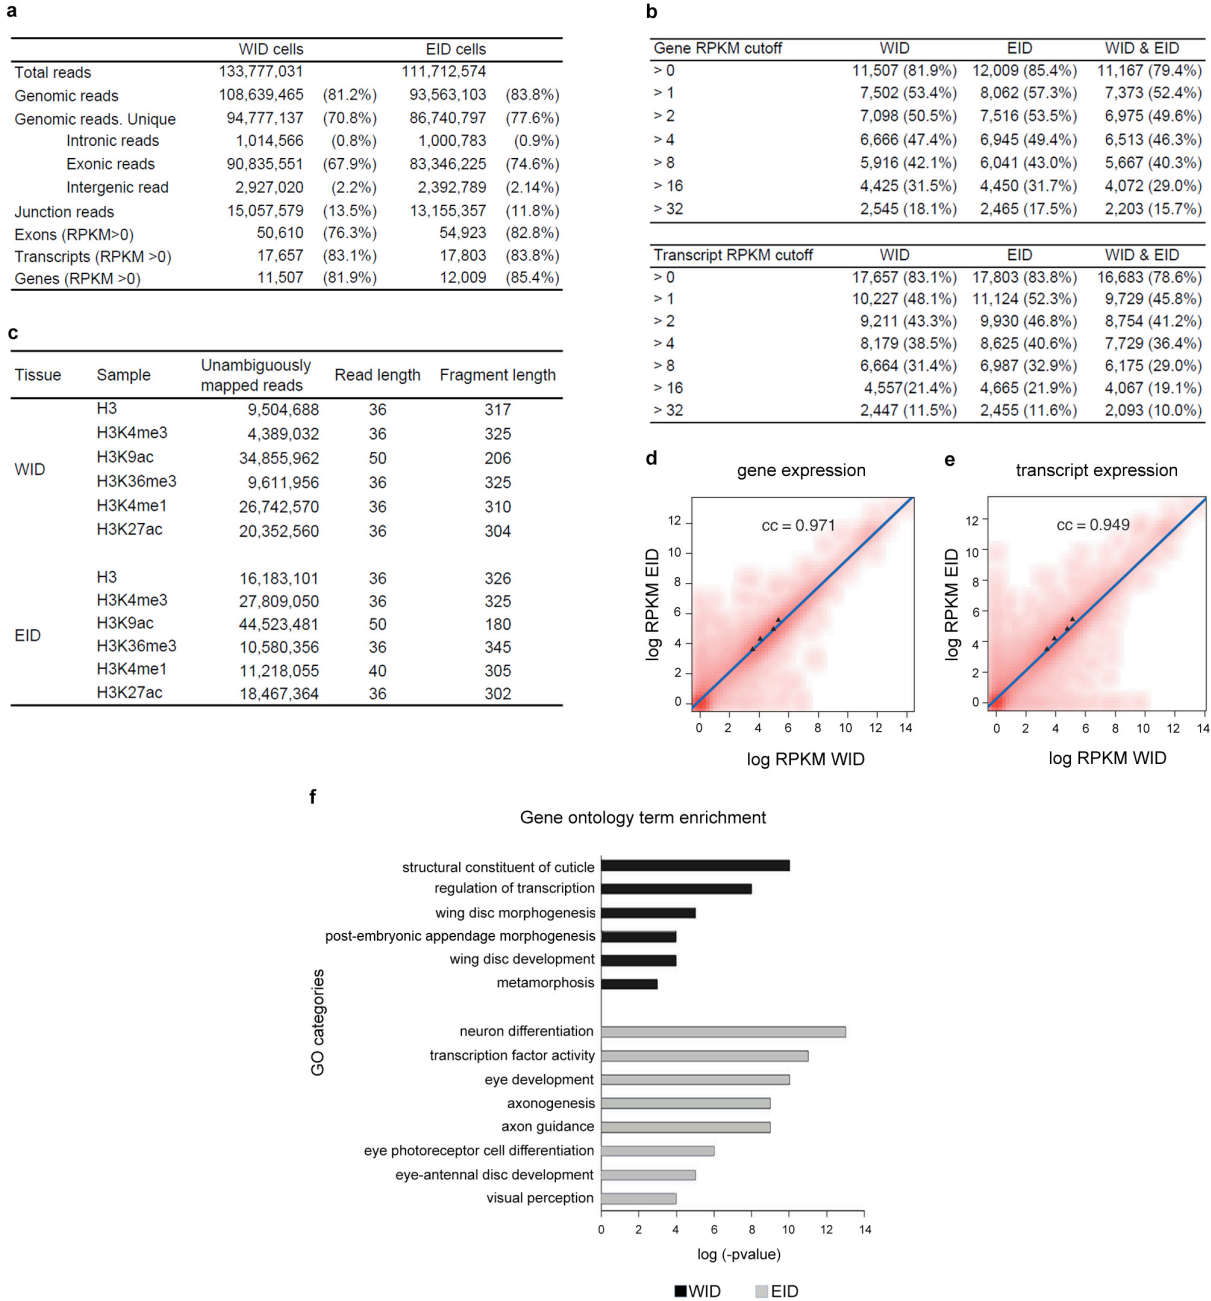 a
WID cells EID cells
Total reads 133,777,031 111,712,574
Genomic reads 108,639,465 (81.2%) 93,563,103 (83.8%)
Genomic reads. Unique 94,777,137 (70.8%) 86,740,797 (77.6%)
Intronic reads 1,014,566 (0.8%) 1,000,783 (0.9%)
Exonic reads 90,835,551 (67.9%) 83,346,225 (74.6%)
Intergenic read 2,927,020 (2.2%) 2,392,789 (2.14%)
Junction reads 15,057,579 (13.5%) 13,155,357 (11.8%)
Exons (RPKM>0) 50,610 (76.3%) 54,923 (82.8%)
Transcripts (RPKM >0) 17,657 (83.1%) 17,803 (83.8%)
Genes (RPKM >0) 11,507 (81.9%) 12,009 (85.4%)
b
Gene RPKM cutoff WID EID WID & EID
> 0 11,507 (81.9%) 12,009 (85.4%) 11,167 (79.4%)
> 1 7,502 (53.4%) 8,062 (57.3%) 7,373 (52.4%)
> 2 7,098 (50.5%) 7,516 (53.5%) 6,975 (49.6%)
> 4 6,666 (47.4%) 6,945 (49.4%) 6,513 (46.3%)
> 8 5,916 (42.1%) 6,041 (43.0%) 5,667 (40.3%)
> 16 4,425 (31.5%) 4,450 (31.7%) 4,072 (29.0%)
> 32 2,545 (18.1%) 2,465 (17.5%) 2,203 (15.7%)
Transcript RPKM cutoff WID EID WID & EID
> 0 17,657 (83.1%) 17,803 (83.8%) 16,683 (78.6%)
> 1 10,227 (48.1%) 11,124 (52.3%) 9,729 (45.8%)
> 2 9,211 (43.3%) 9,930 (46.8%) 8,754 (41.2%)
> 4 8,179 (38.5%) 8,625 (40.6%) 7,729 (36.4%)
> 8 6,664 (31.4%) 6,987 (32.9%) 6,175 (29.0%)
> 16 4,557(21.4%) 4,665 (21.9%) 4,067 (19.1%)
> 32 2,447 (11.5%) 2,455 (11.6%) 2,093 (10.0%)
c
Tissue Sample Unambiguously mapped reads Read length Fragment length
WID
H3 9,504,688 36 317
H3K4me3 4,389,032 36 325
H3K9ac 34,855,962 50 206
H3K36me3 9,611,956 36 325
H3K4me1 26,742,570 36 310
H3K27ac 20,352,560 36 304
EID
H3 16,183,101 36 326
H3K4me3 27,809,050 36 325
H3K9ac 44,523,481 50 180
H3K36me3 10,580,356 36 345
H3K4me1 11,218,055 40 305
H3K27ac 18,467,364 36 302
d
gene expression
cc = 0.971
log RPKM EID
12
10
8
6
4
2
0
0 2 4 6 8 10 12 14
log RPKM WID
e
transcript expression
cc = 0.949
log RPKM EID
12
10
8
6
4
2
0
0 2 4 6 8 10 12 14
log RPKM WID
f
Gene ontology term enrichment
GO categories
structural constituent of cuticle
regulation of transcription
wing disc morphogenesis
post-embryonic appendage morphogenesis
wing disc development
metamorphosis
neuron differentiation
transcription factor activity
eye development
axonogenesis
axon guidance
eye photoreceptor cell differentiation
eye-antennal disc development
visual perception
0 2 4 6 8 10 12 14
log (-pvalue)
WID EID